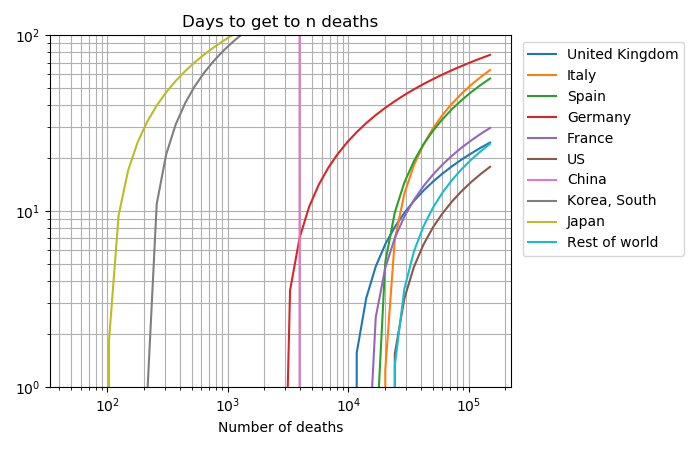 Days to get to n deaths
10²
10¹
10⁰
10² 10³ 10⁴ 10⁵
Number of deaths
United Kingdom
Italy
Spain
Germany
France
US
China
Korea, South
Japan
Rest of world